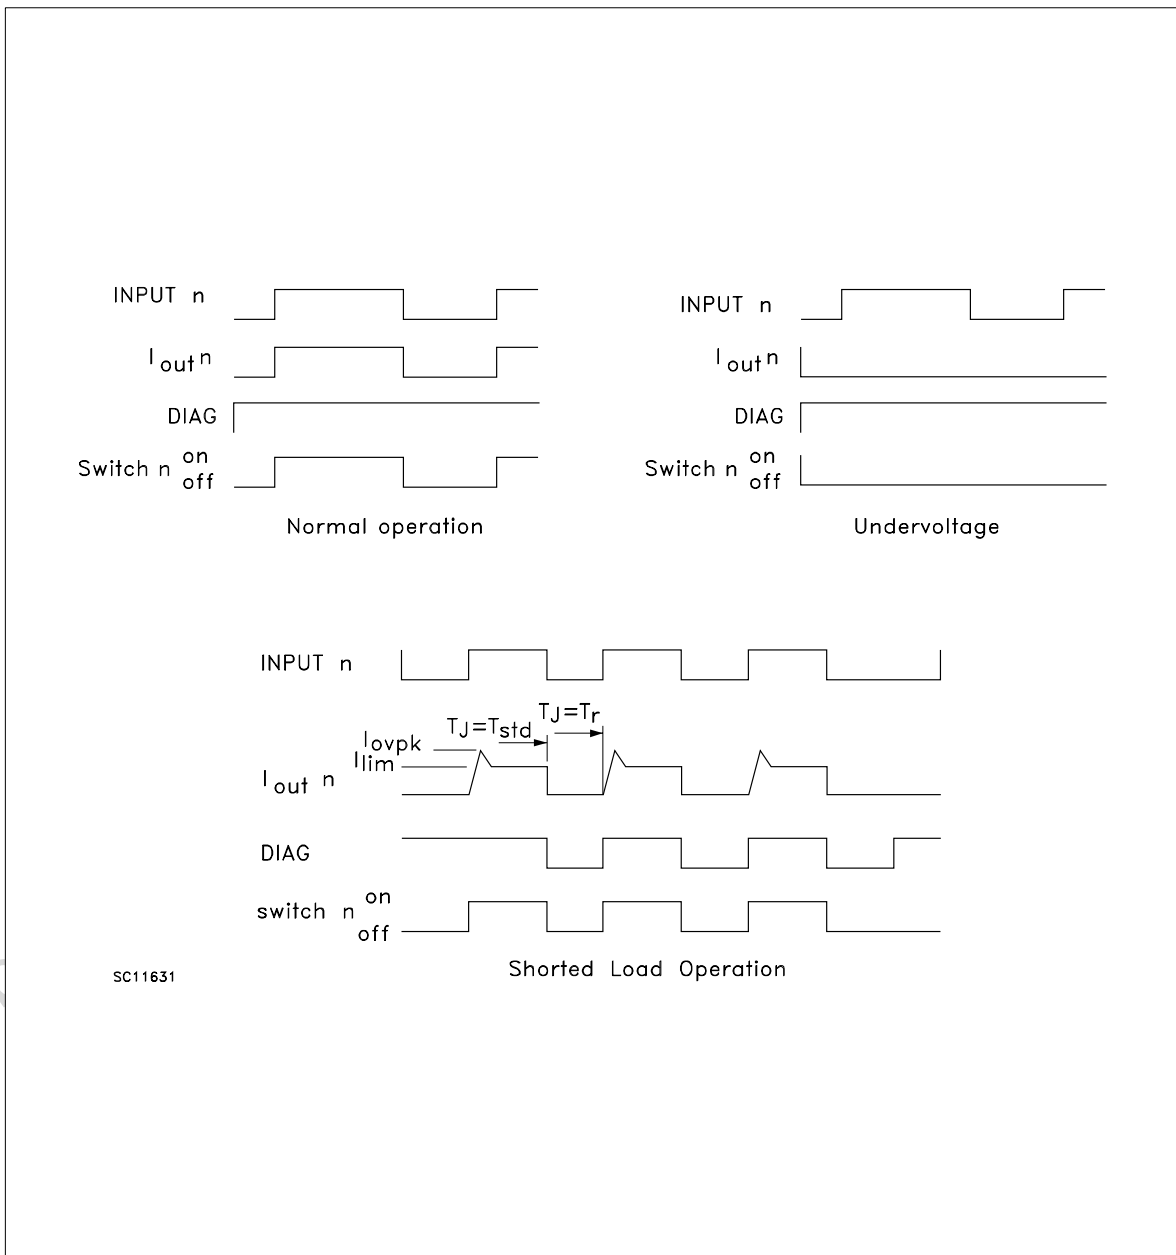 INPUT n
I out n
DIAG
Switch n on
off
Normal operation
INPUT n
I out n
DIAG
Switch n on
off
Undervoltage
INPUT n
TJ=Tstd
TJ=Tr
Iovpk
Ilim
I out n
DIAG
switch n on
off
Shorted Load Operation
SC11631